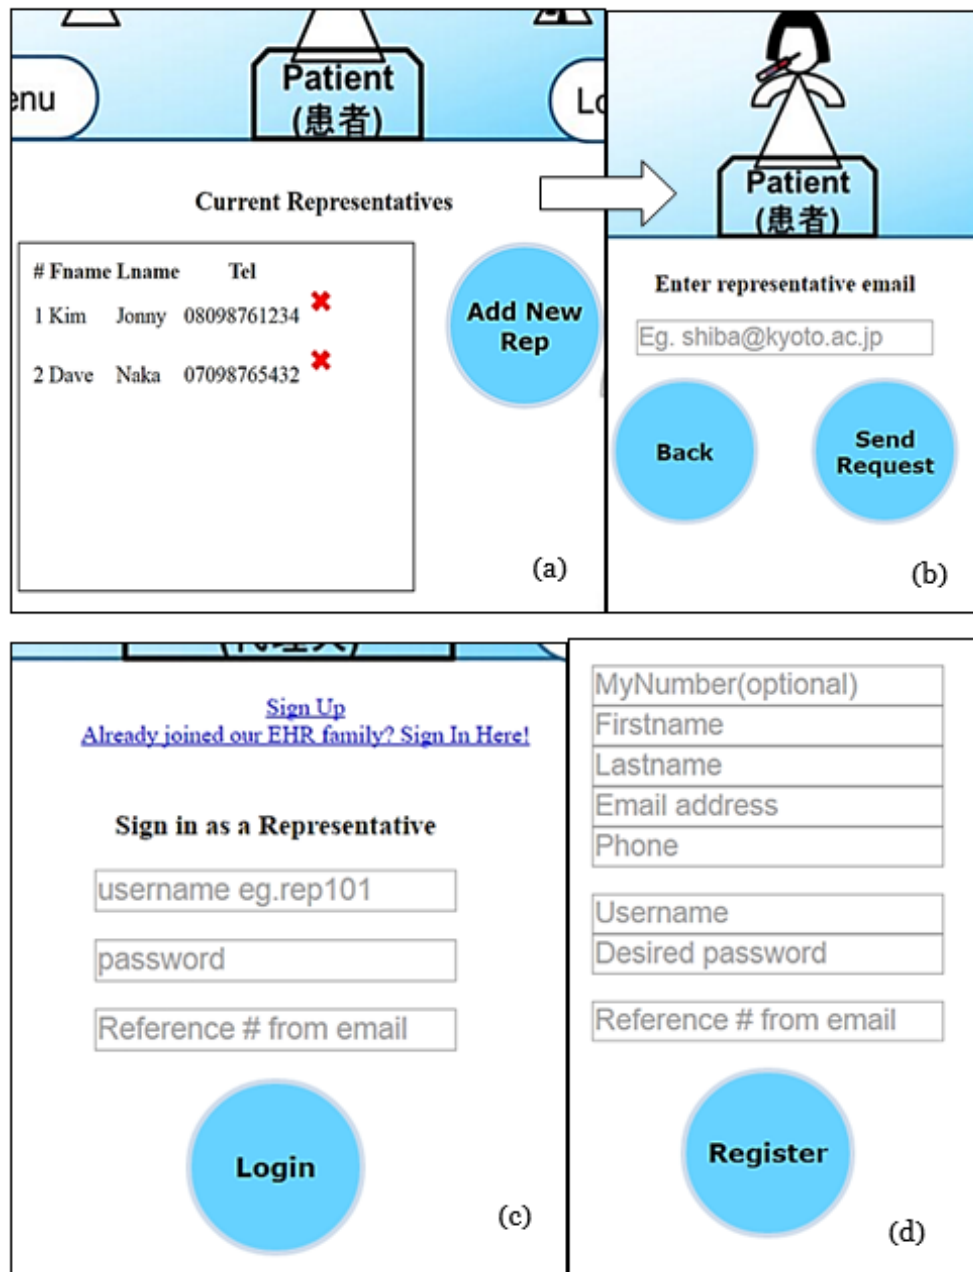 Patient
(患者)
enu
Current Representatives
# Fname Lname Tel
1 Kim Jonny 08098761234
2 Dave Naka 07098765432
Add New
Rep
(a)
Patient
(患者)
Enter representative email
Eg. shiba@kyoto.ac.jp
Back
Send
Request
(b)
Sign Up
Already joined our EHR family? Sign In Here!
Sign in as a Representative
username eg.rep101
password
Reference # from email
Login
(c)
MyNumber(optional)
Firstname
Lastname
Email address
Phone
Username
Desired password
Reference # from email
Register
(d)